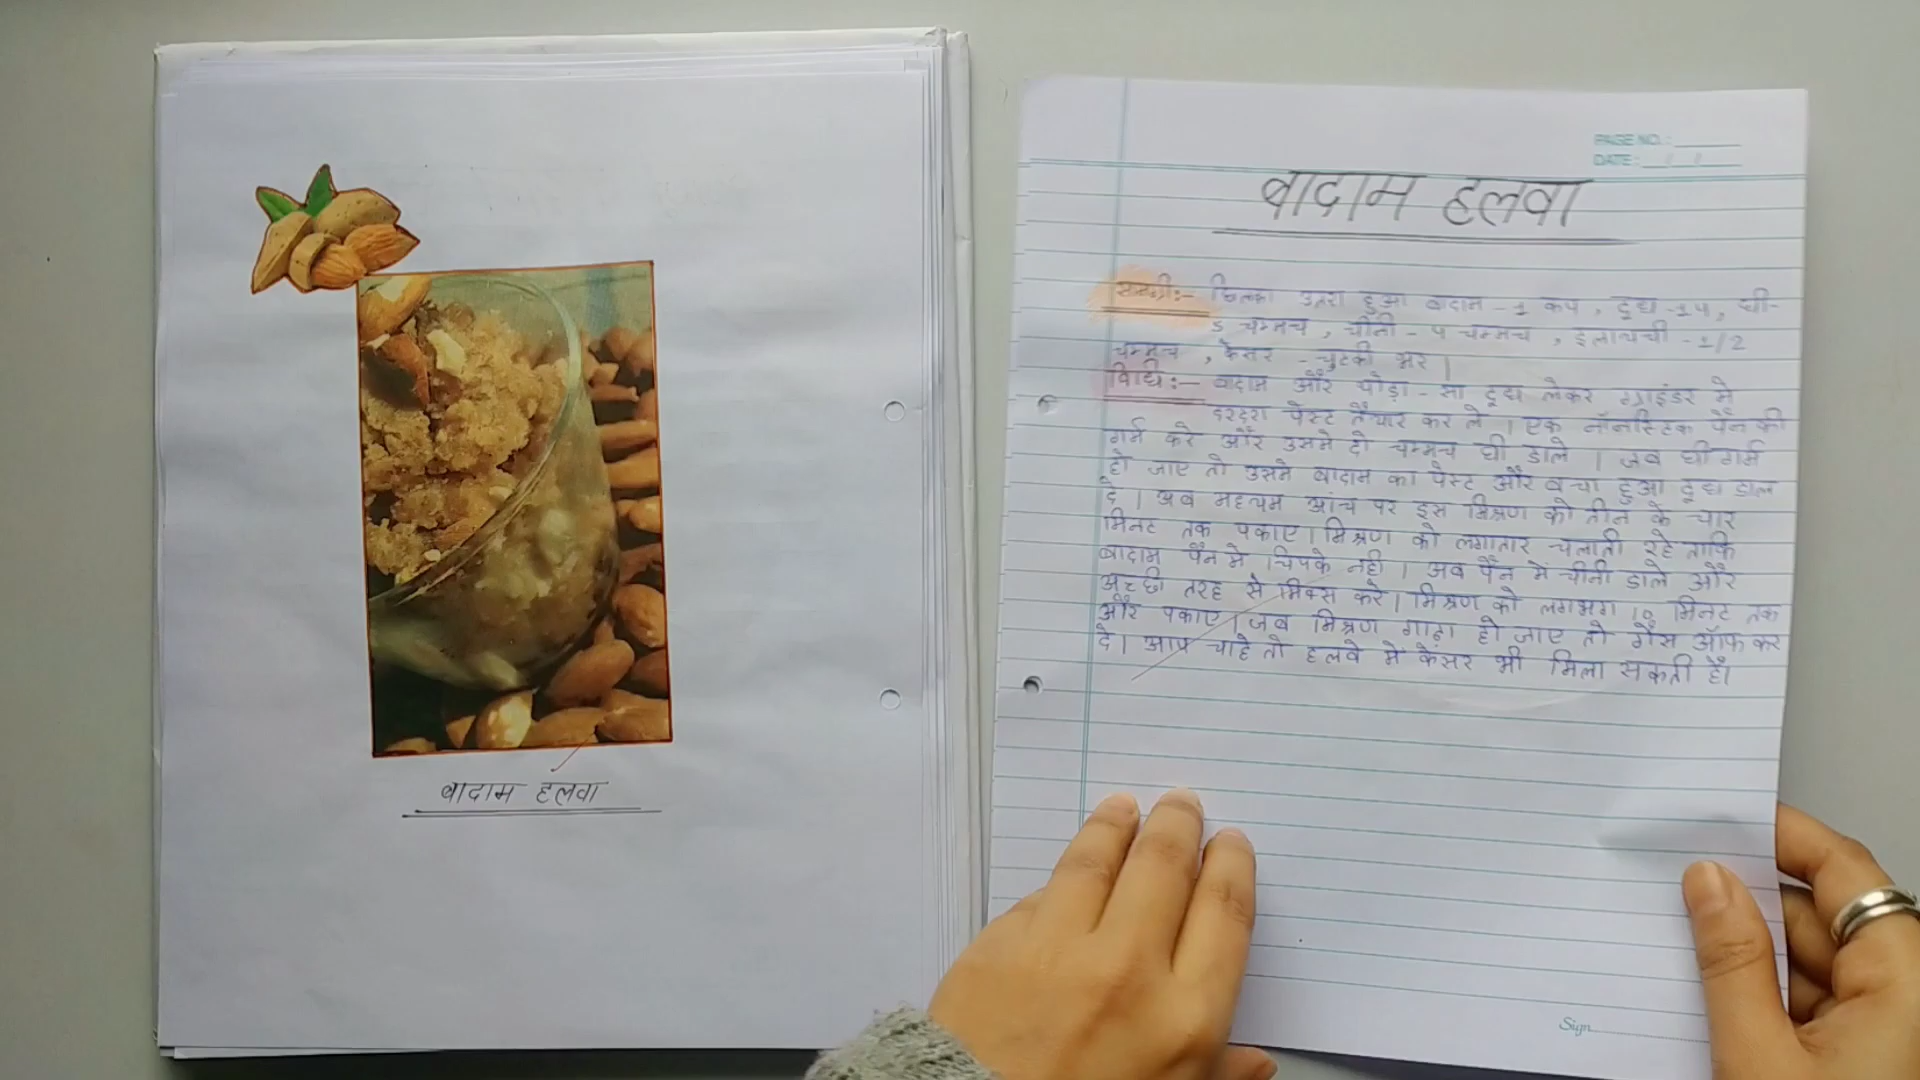 बादाम हलवा
PAGE NO.:
DATE:
बादाम हलवा
सामग्री:- छिलका उतरा हुआ बादाम - 1 कप, दूध - 1, घी-
5 चम्मच, चीनी - 4 चम्मच, इलायची - 1/2
चम्मच, केसर - चुटकी भर।
विधि:- बादाम और थोड़ा-सा दूध लेकर ग्राइंडर मे
दरदरा पेस्ट तैयार कर ले। एक नॉनस्टिक पैन को
गर्म करे और उसमे दो चम्मच घी डाले। जब घी गर्म
हो जाए तो उसमे बादाम का पेस्ट और बचा हुआ दूध डाल
दे। अब मध्यम आंच पर इस मिश्रण को तीन के चार
मिनट तक पकाए। मिश्रण को लगातार चलाती रहे ताकि
बादाम पैन मे चिपके नही। अब पैन में चीनी डाले और
अच्छी तरह से मिक्स करे। मिश्रण को लगभग 10 मिनट तक
और पकाए। जब मिश्रण गाढ़ा हो जाए तो गैस ऑफ कर
दे। आप चाहे तो हलवे मे केसर भी मिला सकती हैं।
Sign